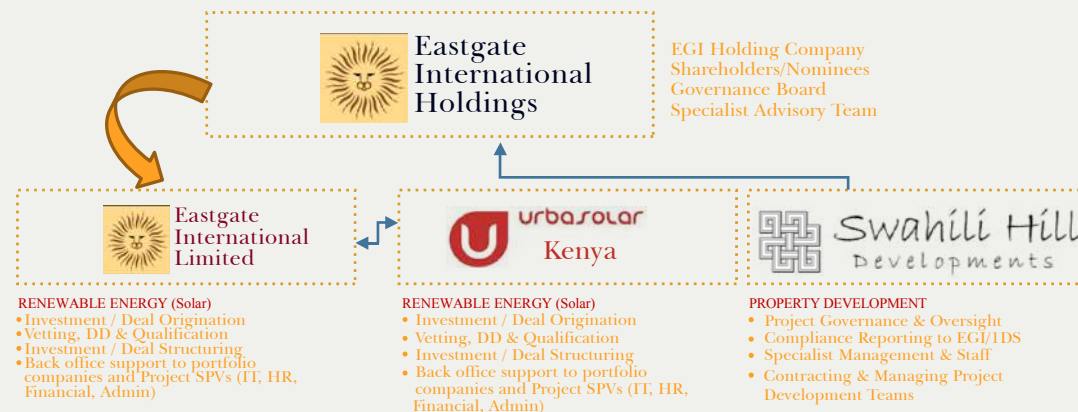 Eastgate
International
Holdings
EGI Holding Company
Shareholders/Nominees
Governance Board
Specialist Advisory Team
Eastgate
International
Limited
urbasolar
Kenya
Swahili Hill
Developments
RENEWABLE ENERGY (Solar)
• Investment / Deal Origination
• Vetting, DD & Qualification
• Investment / Deal Structuring
• Back office support to portfolio
companies and Project SPVs (IT, HR,
Financial, Admin)
RENEWABLE ENERGY (Solar)
• Investment / Deal Origination
• Vetting, DD & Qualification
• Investment / Deal Structuring
• Back office support to portfolio
companies and Project SPVs (IT, HR,
Financial, Admin)
PROPERTY DEVELOPMENT
• Project Governance & Oversight
• Compliance Reporting to EGI/1DS
• Specialist Management & Staff
• Contracting & Managing Project
Development Teams